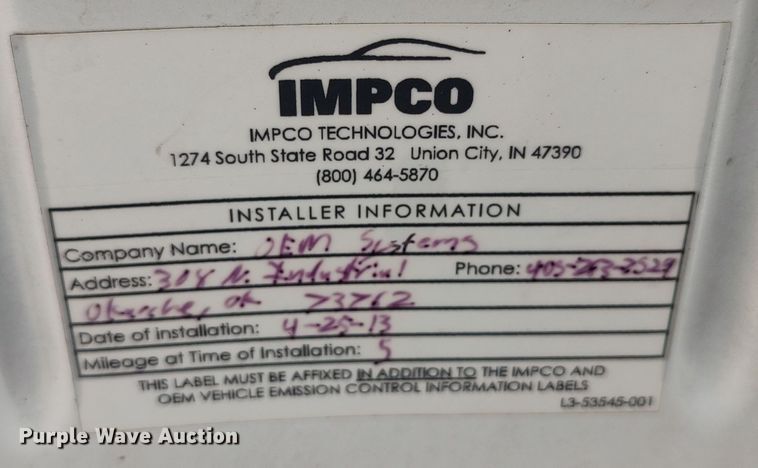 IMPCO
IMPCO TECHNOLOGIES, INC.
1274 South State Road 32 Union City, IN 47390
(800) 464-5870
INSTALLER INFORMATION
Company Name: OEM Systems
Address: 308 N. Industrial Phone: 405-263-3529
Okarche, OK 73762
Date of installation: 4-25-13
Mileage at Time of Installation: 5
THIS LABEL MUST BE AFFIXED IN ADDITION TO THE IMPCO AND
OEM VEHICLE EMISSION CONTROL INFORMATION LABELS
L3-53545-001
Purple Wave Auction